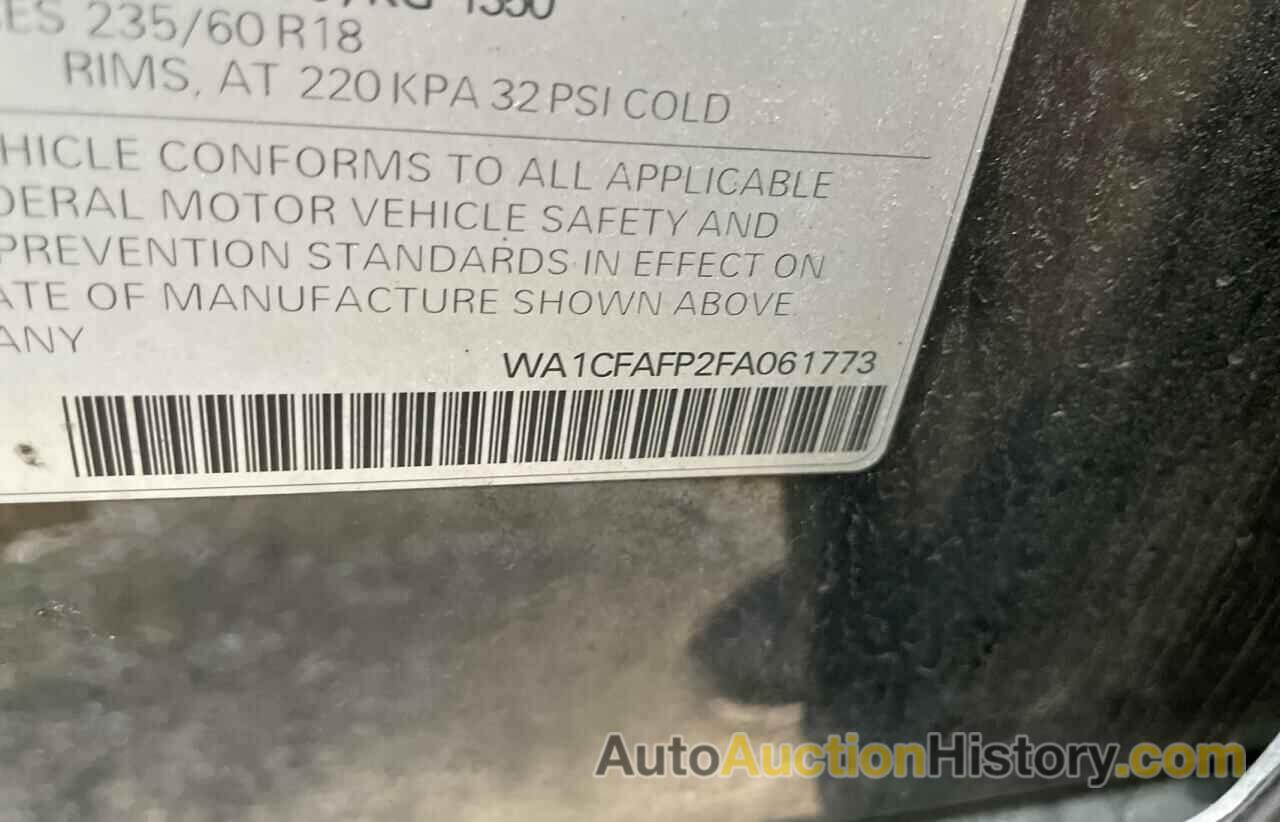 235/60 R18
RIMS, AT 220 KPA 32 PSI COLD
HICLE CONFORMS TO ALL APPLICABLE
DERAL MOTOR VEHICLE SAFETY AND
PREVENTION STANDARDS IN EFFECT ON
ATE OF MANUFACTURE SHOWN ABOVE
ANY
WA1CFAFP2FA061773
AutoAuctionHistory.com